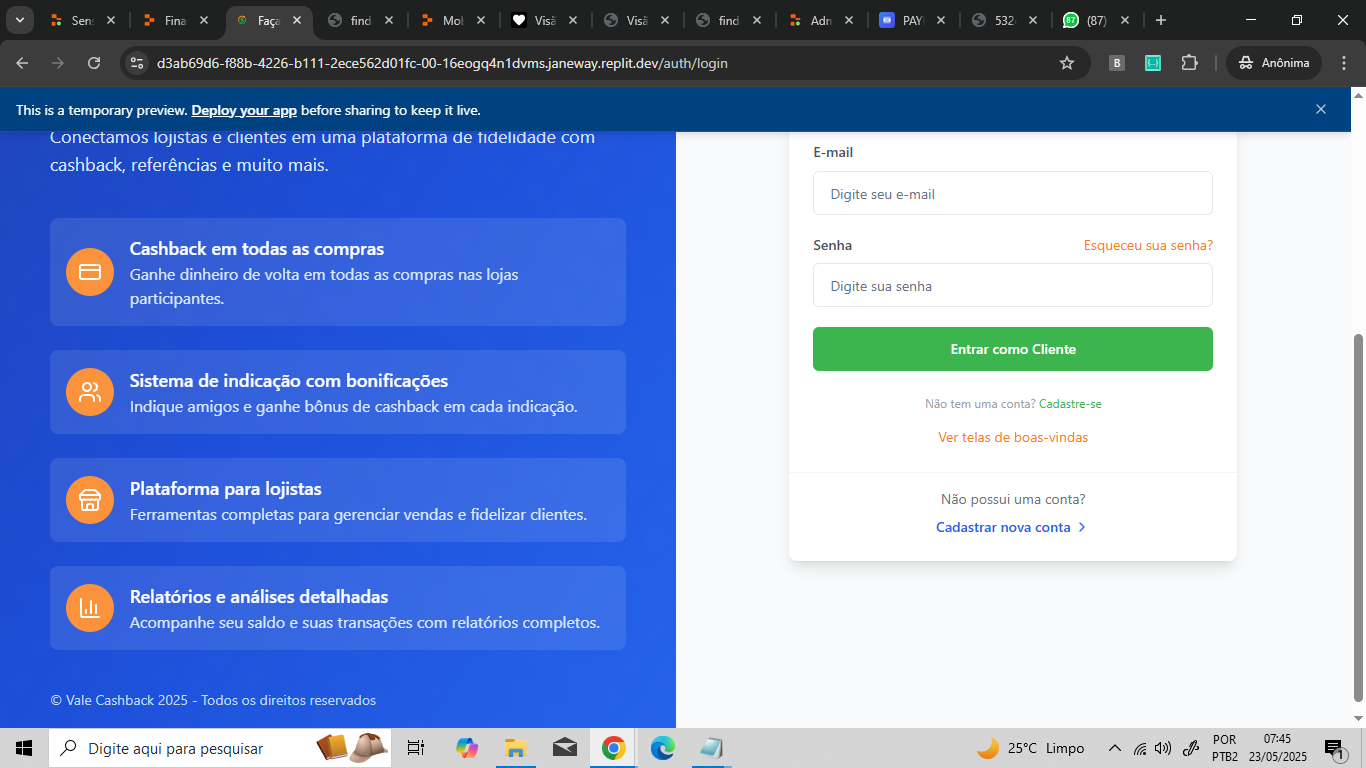 Sens
Fina
Faça
find
Mob
Visã
Visã
find
Adm
PAY
532
87
(87)
d3ab69d6-f88b-4226-b111-2ece562d01fc-00-16eogq4n1dvms.janeway.replit.dev/auth/login
B
Anônima
This is a temporary preview. Deploy your app before sharing to keep it live.
Conectamos lojistas e clientes em uma plataforma de fidelidade com
cashback, referências e muito mais.
Cashback em todas as compras
Ganhe dinheiro de volta em todas as compras nas lojas
participantes.
Sistema de indicação com bonificações
Indique amigos e ganhe bônus de cashback em cada indicação.
Plataforma para lojistas
Ferramentas completas para gerenciar vendas e fidelizar clientes.
Relatórios e análises detalhadas
Acompanhe seu saldo e suas transações com relatórios completos.
© Vale Cashback 2025 - Todos os direitos reservados
E-mail
Digite seu e-mail
Senha
Esqueceu sua senha?
Digite sua senha
Entrar como Cliente
Não tem uma conta? Cadastre-se
Ver telas de boas-vindas
Não possui uma conta?
Cadastrar nova conta
Digite aqui para pesquisar
25°C Limpo
POR
PTB2
07:45
23/05/2025
1